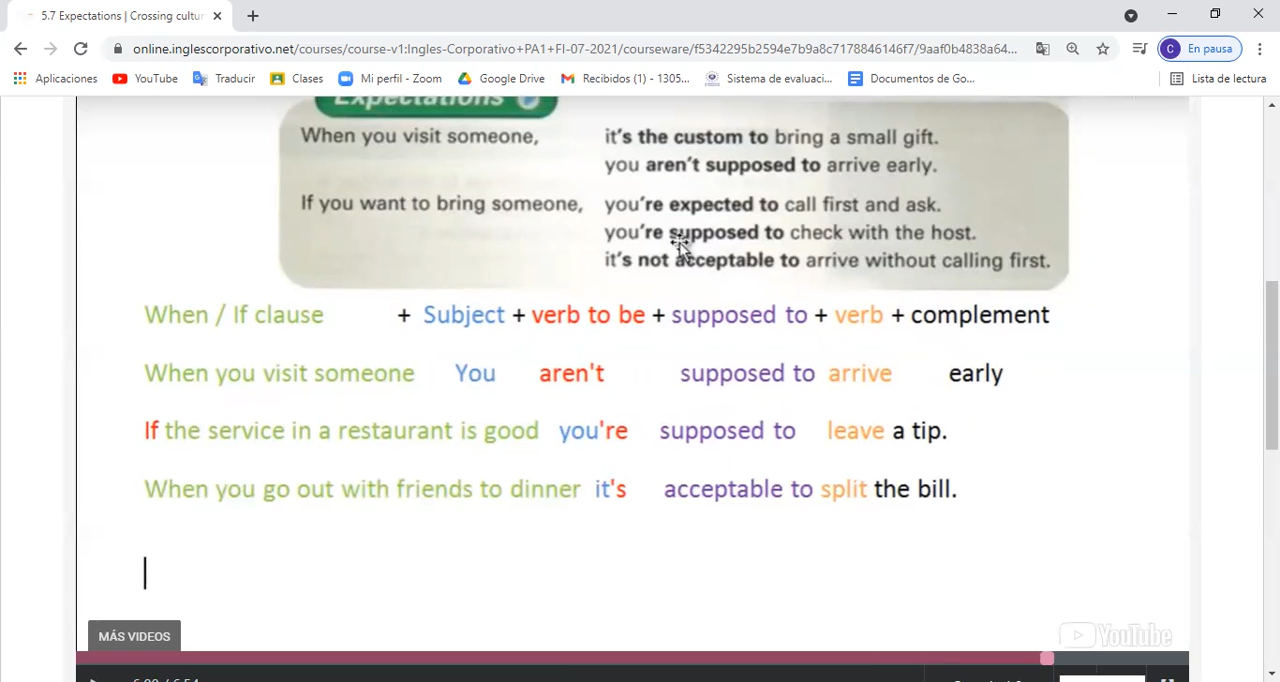 5.7 Expectations | Crossing cultur
online.inglescorporativo.net/courses/course-v1:Ingles-Corporativo+PA1+FI-07-2021/courseware/f5342295b2594e7b9a8c7178846146f7/9aaf0b4838a64...
C En pausa
Aplicaciones YouTube Traducir Clases Mi perfil - Zoom Google Drive Recibidos (1) - 1305... Sistema de evaluaci... Documentos de Go... Lista de lectura
Expectations
When you visit someone, it's the custom to bring a small gift.
you aren't supposed to arrive early.
If you want to bring someone, you're expected to call first and ask.
you're supposed to check with the host.
it's not acceptable to arrive without calling first.
When / If clause + Subject + verb to be + supposed to + verb + complement
When you visit someone You aren't supposed to arrive early
If the service in a restaurant is good you're supposed to leave a tip.
When you go out with friends to dinner it's acceptable to split the bill.
MÁS VIDEOS
YouTube